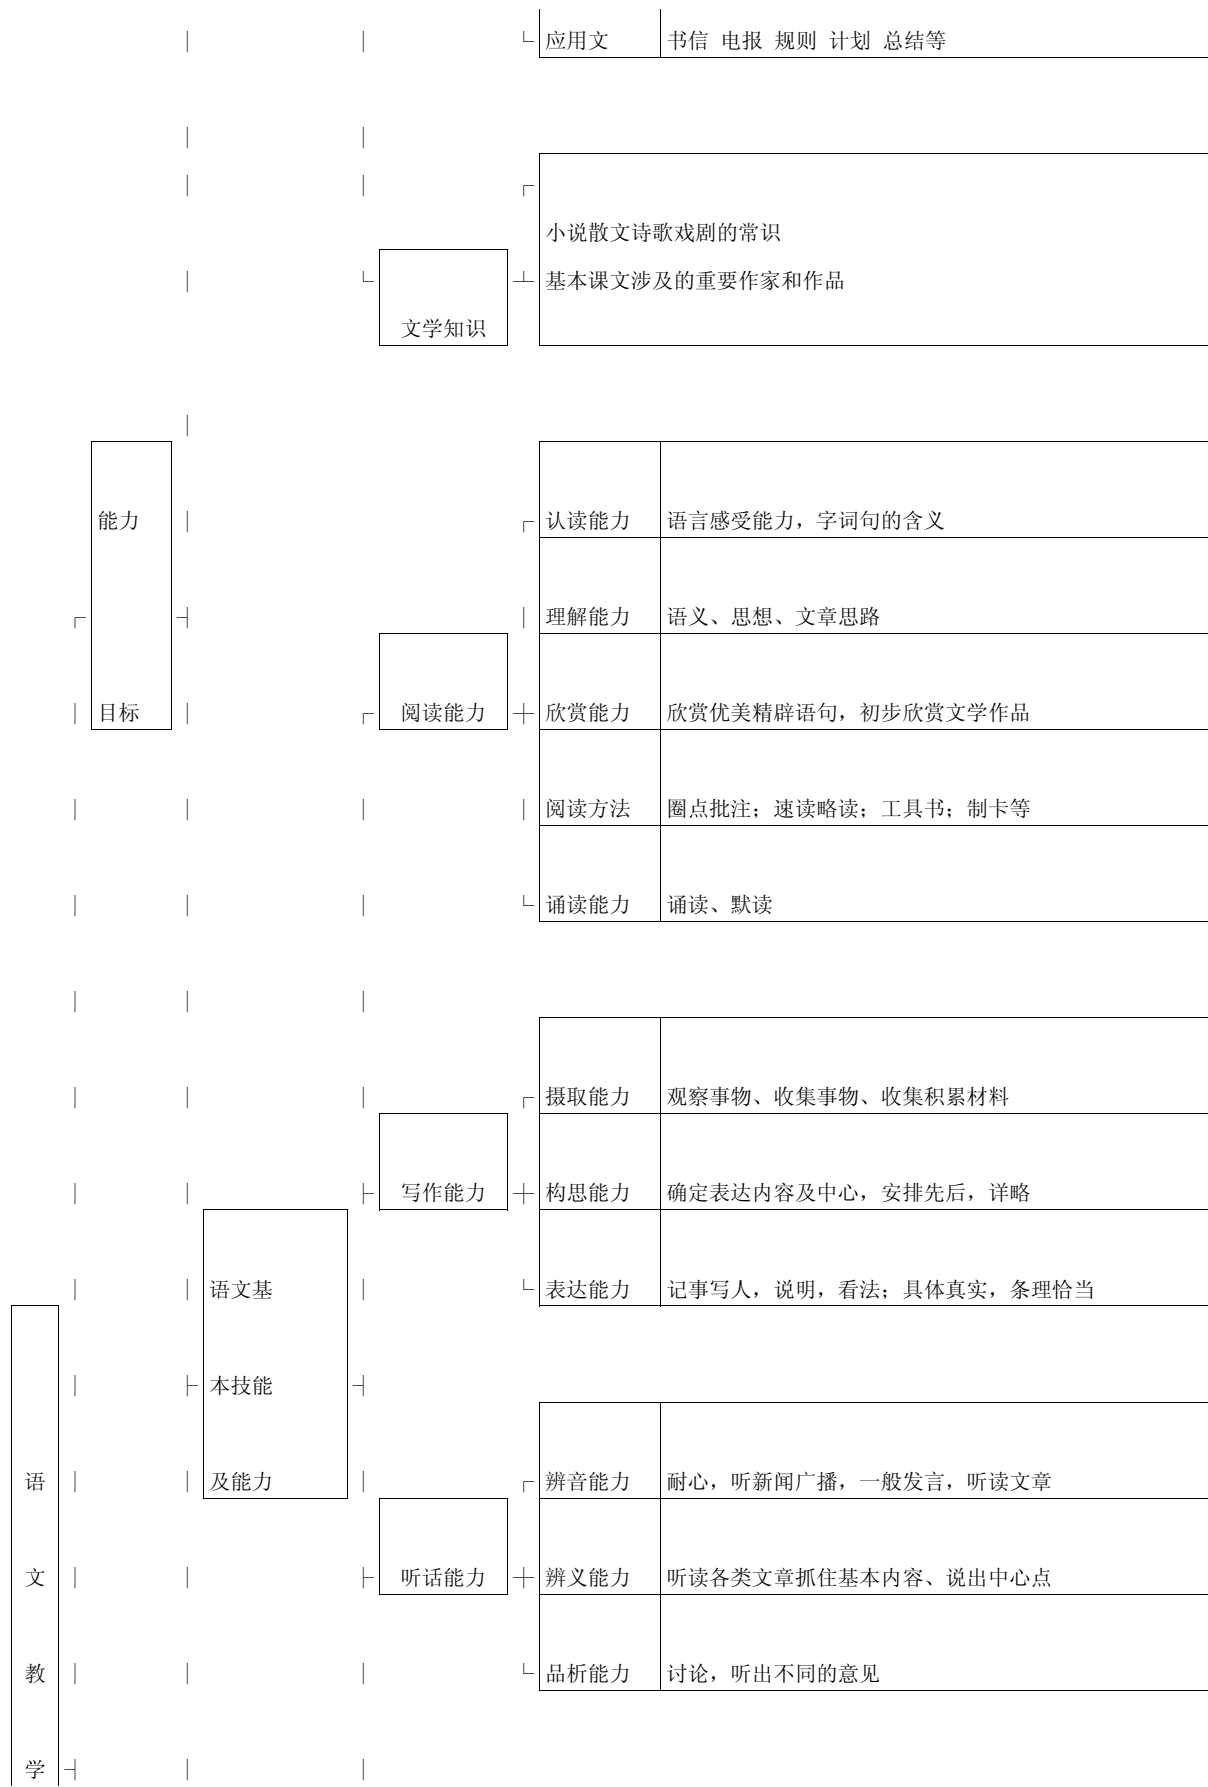 应用文 书信 电报 规则 计划 总结等
小说散文诗歌戏剧的常识
基本课文涉及的重要作家和作品
文学知识
能力 认读能力 语言感受能力，字词句的含义
理解能力 语义、思想、文章思路
目标 阅读能力 欣赏能力 欣赏优美精辟语句，初步欣赏文学作品
阅读方法 圈点批注；速读略读；工具书；制卡等
诵读能力 诵读、默读
摄取能力 观察事物、收集事物、收集积累材料
写作能力 构思能力 确定表达内容及中心，安排先后，详略
语文基 表达能力 记事写人，说明，看法；具体真实，条理恰当
本技能
语 及能力 辨音能力 耐心，听新闻广播，一般发言，听读文章
文 听话能力 辨义能力 听读各类文章抓住基本内容、说出中心点
教 品析能力 讨论，听出不同的意见
学